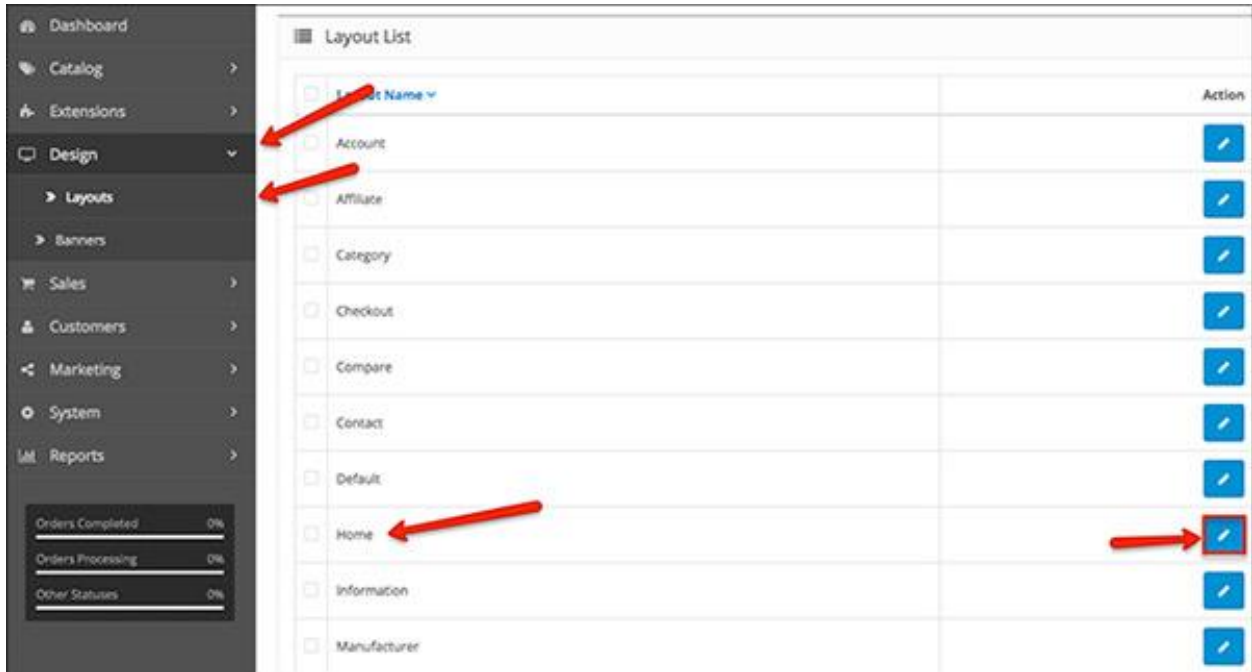 Dashboard
Catalog
Extensions
Design
Layouts
Banners
Sales
Customers
Marketing
System
Reports
Orders Completed 0%
Orders Processing 0%
Other Statuses 0%
Layout List
Name Action
Account
Affiliate
Category
Checkout
Compare
Contact
Default
Home
Information
Manufacturer